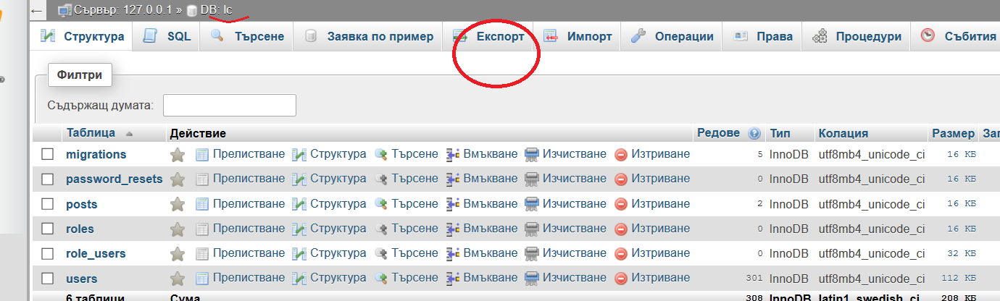 ← Сървър: 127.0.0.1 » DB: lc
Структура SQL Търсене Заявка по пример Експорт Импорт Операции Права Процедури Събития
Филтри
Съдържащ думата:
Таблица Действие Редове Тип Колация Размер
migrations Прелистване Структура Търсене Вмъкване Изчистване Изтриване 5 InnoDB utf8mb4_unicode_ci 16 КБ
password_resets Прелистване Структура Търсене Вмъкване Изчистване Изтриване 0 InnoDB utf8mb4_unicode_ci 16 КБ
posts Прелистване Структура Търсене Вмъкване Изчистване Изтриване 2 InnoDB utf8mb4_unicode_ci 16 КБ
roles Прелистване Структура Търсене Вмъкване Изчистване Изтриване 0 InnoDB utf8mb4_unicode_ci 16 КБ
role_users Прелистване Структура Търсене Вмъкване Изчистване Изтриване 0 InnoDB utf8mb4_unicode_ci 32 КБ
users Прелистване Структура Търсене Вмъкване Изчистване Изтриване 301 InnoDB utf8mb4_unicode_ci 112 КБ
6 таблици Сума 308 InnoDB latin1_swedish_ci 208 КБ